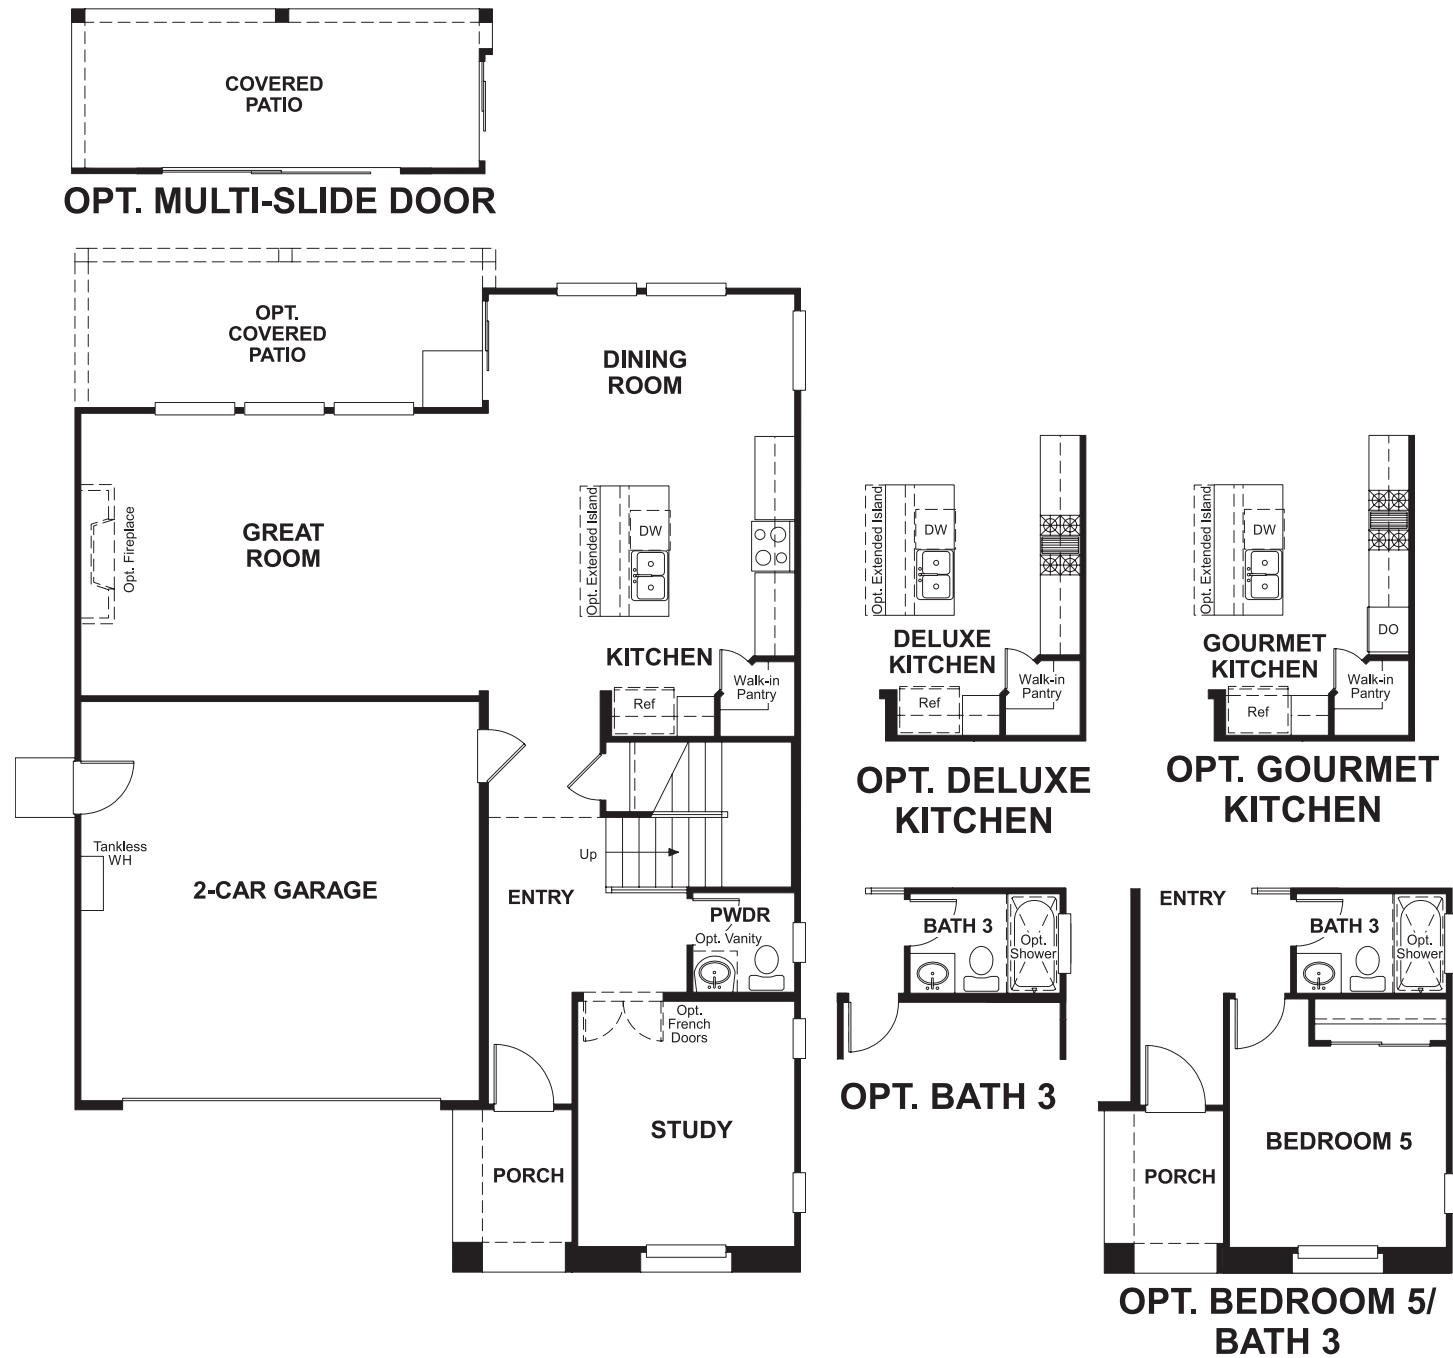 COVERED
PATIO
OPT. MULTI-SLIDE DOOR
OPT.
COVERED
PATIO
DINING
ROOM
GREAT
ROOM
Opt. Fireplace
Opt. Extended Island
DW
KITCHEN
Walk-in
Pantry
Ref
Tankless
WH
2-CAR GARAGE
Up
ENTRY
PWDR
Opt. Vanity
Opt.
French
Doors
STUDY
PORCH
Opt. Extended Island
DW
DELUXE
KITCHEN
Walk-in
Pantry
Ref
OPT. DELUXE
KITCHEN
Opt. Extended Island
DW
DO
GOURMET
KITCHEN
Walk-in
Pantry
Ref
OPT. GOURMET
KITCHEN
BATH 3
Opt.
Shower
OPT. BATH 3
ENTRY
BATH 3
Opt.
Shower
BEDROOM 5
PORCH
OPT. BEDROOM 5/
BATH 3